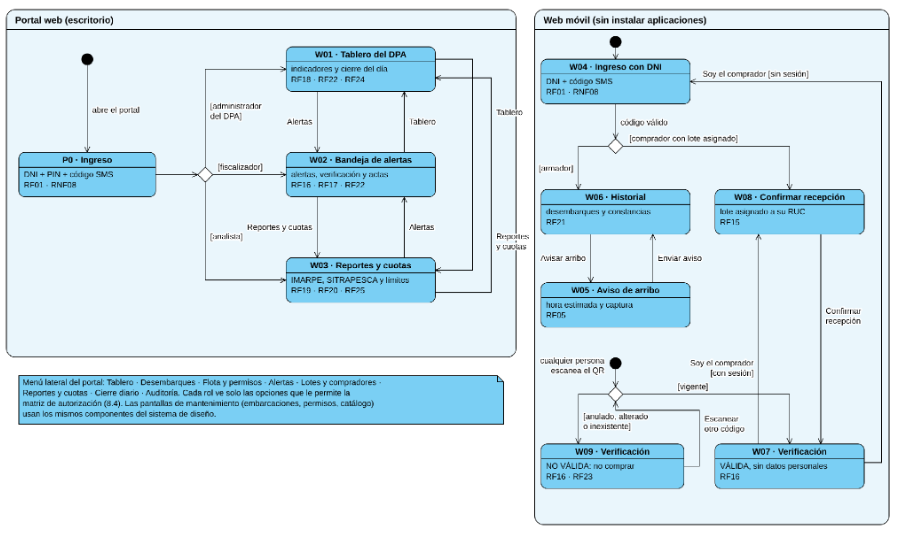 Portal web (escritorio)
abre el portal
P0 · Ingreso
DNI + PIN + código SMS
RF01 · RNF08
[administrador
del DPA]
[fiscalizador]
[analista]
W01 · Tablero del DPA
indicadores y cierre del día
RF18 · RF22 · RF24
Alertas
Tablero
Tablero
W02 · Bandeja de alertas
alertas, verificación y actas
RF16 · RF17 · RF22
Reportes y cuotas
Alertas
Reportes
y cuotas
W03 · Reportes y cuotas
IMARPE, SITRAPESCA y límites
RF19 · RF20 · RF25
Menú lateral del portal: Tablero · Desembarques · Flota y permisos · Alertas · Lotes y compradores ·
Reportes y cuotas · Cierre diario · Auditoría. Cada rol ve solo las opciones que le permite la
matriz de autorización (8.4). Las pantallas de mantenimiento (embarcaciones, permisos, catálogo)
usan los mismos componentes del sistema de diseño.
Web móvil (sin instalar aplicaciones)
W04 · Ingreso con DNI
DNI + código SMS
RF01 · RNF08
Soy el comprador [sin sesión]
código válido
[comprador con lote asignado]
[armador]
W06 · Historial
desembarques y constancias
RF21
W08 · Confirmar recepción
lote asignado a su RUC
RF15
Avisar arribo
Enviar aviso
W05 · Aviso de arribo
hora estimada y captura
RF05
Confirmar
recepción
cualquier persona
escanea el QR
Soy el comprador
[con sesión]
[vigente]
[anulado, alterado
o inexistente]
Escanear
otro código
W09 · Verificación
NO VÁLIDA: no comprar
RF16 · RF23
W07 · Verificación
VÁLIDA, sin datos personales
RF16